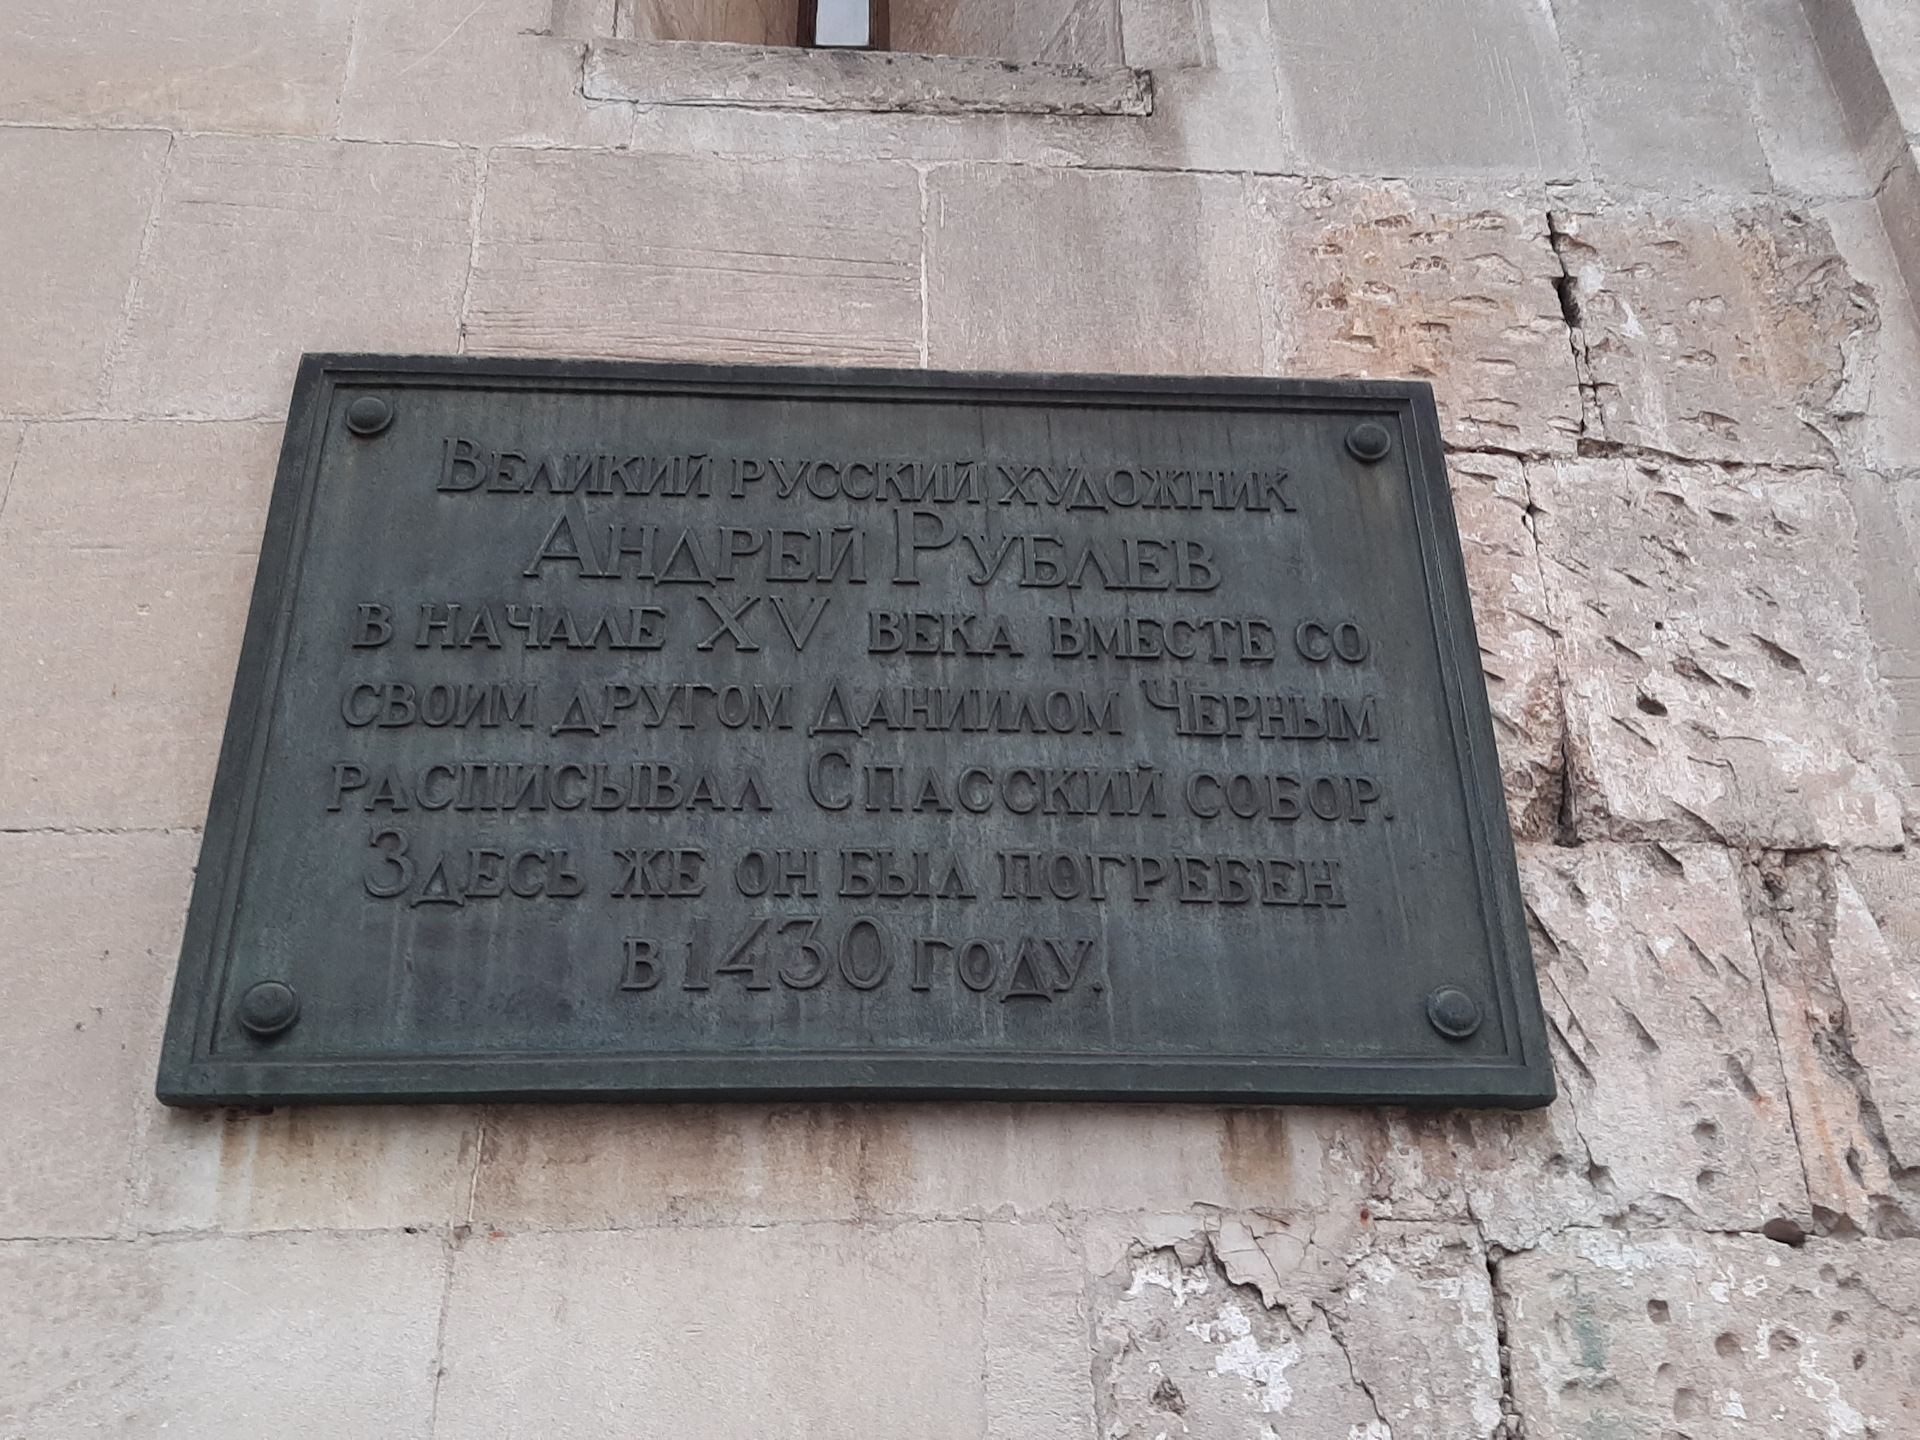 Великий русский художник
Андрей Рублев
в начале XV века вместе со
своим другом Даниилом Черным
расписывал Спасский собор.
Здесь же он был погребен
в 1430 году.